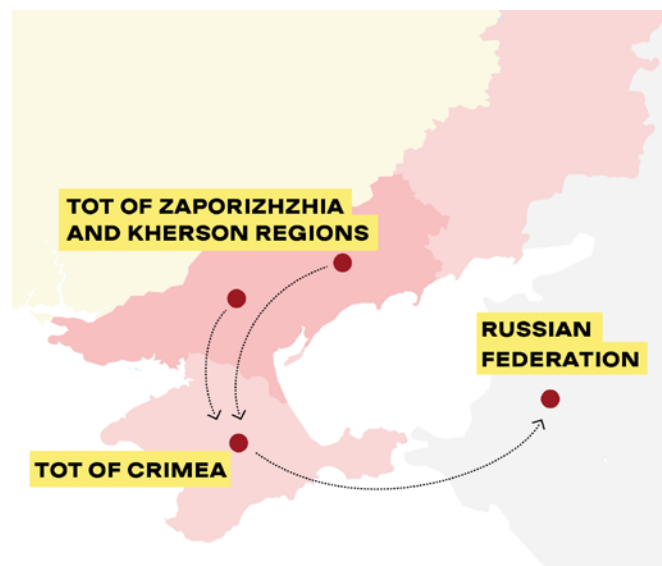 TOT OF ZAPORIZHZHIA
AND KHERSON REGIONS
RUSSIAN
FEDERATION
TOT OF CRIMEA